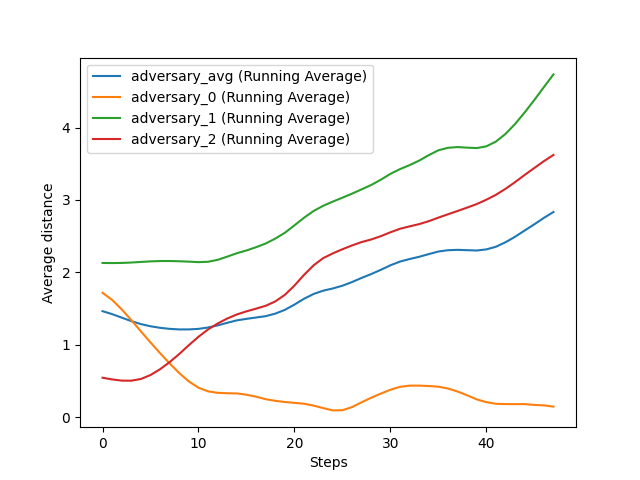 adversary_avg (Running Average)
adversary_0 (Running Average)
adversary_1 (Running Average)
adversary_2 (Running Average)
4
3
2
1
0
Average distance
0 10 20 30 40
Steps